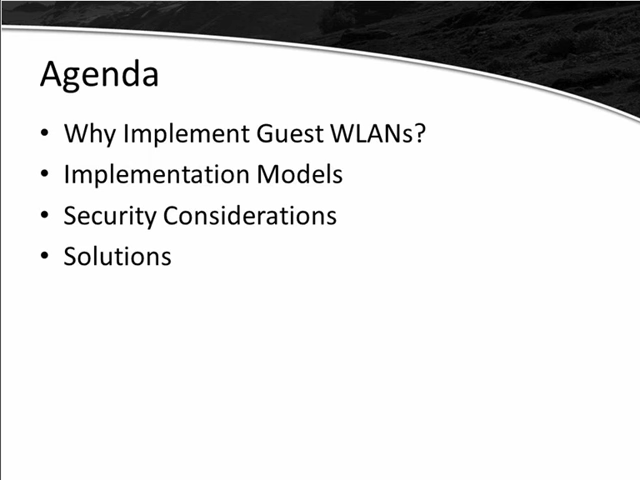 Agenda
• Why Implement Guest WLANs?
• Implementation Models
• Security Considerations
• Solutions